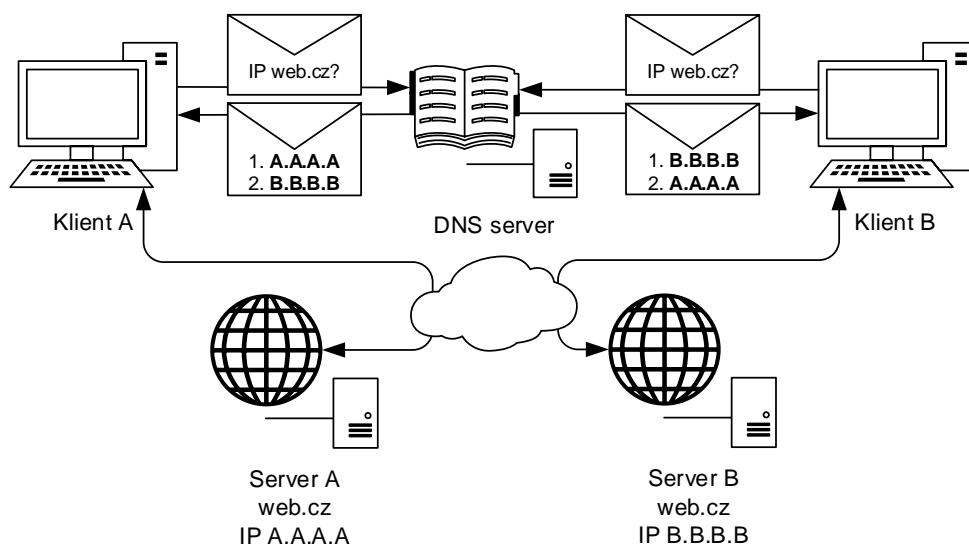 IP web.cz?
IP web.cz?
1. A.A.A.A
2. B.B.B.B
1. B.B.B.B
2. A.A.A.A
Klient A
DNS server
Klient B
Server A
web.cz
IP A.A.A.A
Server B
web.cz
IP B.B.B.B